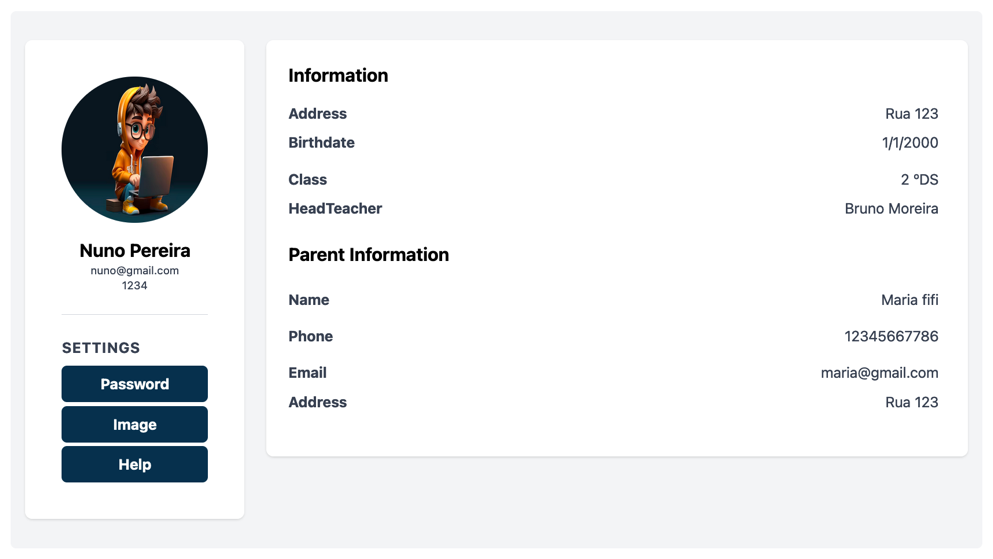 Nuno Pereira
nuno@gmail.com
1234
SETTINGS
Password
Image
Help
Information
Address Rua 123
Birthdate 1/1/2000
Class 2 ºDS
HeadTeacher Bruno Moreira
Parent Information
Name Maria fifi
Phone 12345667786
Email maria@gmail.com
Address Rua 123